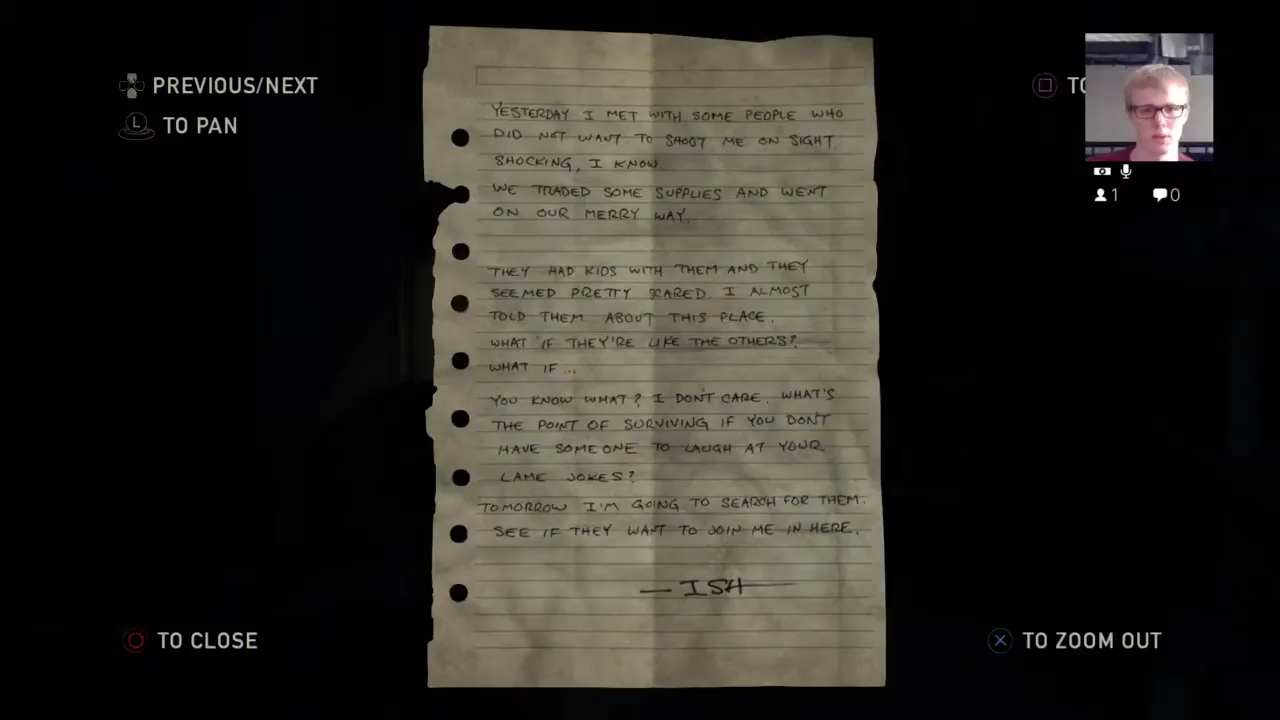 PREVIOUS/NEXT
L TO PAN
TO
1 0
YESTERDAY I MET WITH SOME PEOPLE WHO
DID NOT WANT TO SHOOT ME ON SIGHT.
SHOCKING, I KNOW.
WE TRADED SOME SUPPLIES AND WENT
ON OUR MERRY WAY.
THEY HAD KIDS WITH THEM AND THEY
SEEMED PRETTY SCARED. I ALMOST
TOLD THEM ABOUT THIS PLACE.
WHAT IF THEY'RE LIKE THE OTHERS?
WHAT IF...
YOU KNOW WHAT? I DON'T CARE. WHAT'S
THE POINT OF SURVIVING IF YOU DON'T
HAVE SOMEONE TO LAUGH AT YOUR
LAME JOKES?
TOMORROW I'M GOING TO SEARCH FOR THEM.
SEE IF THEY WANT TO JOIN ME IN HERE.
— ISH
TO CLOSE
TO ZOOM OUT